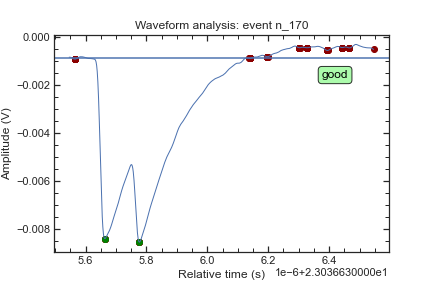 Waveform analysis: event n_170
0.000
−0.002
−0.004
−0.006
−0.008
Amplitude (V)
good
5.6
5.8
6.0
6.2
6.4
1e−6+2.3036630000e1
Relative time (s)